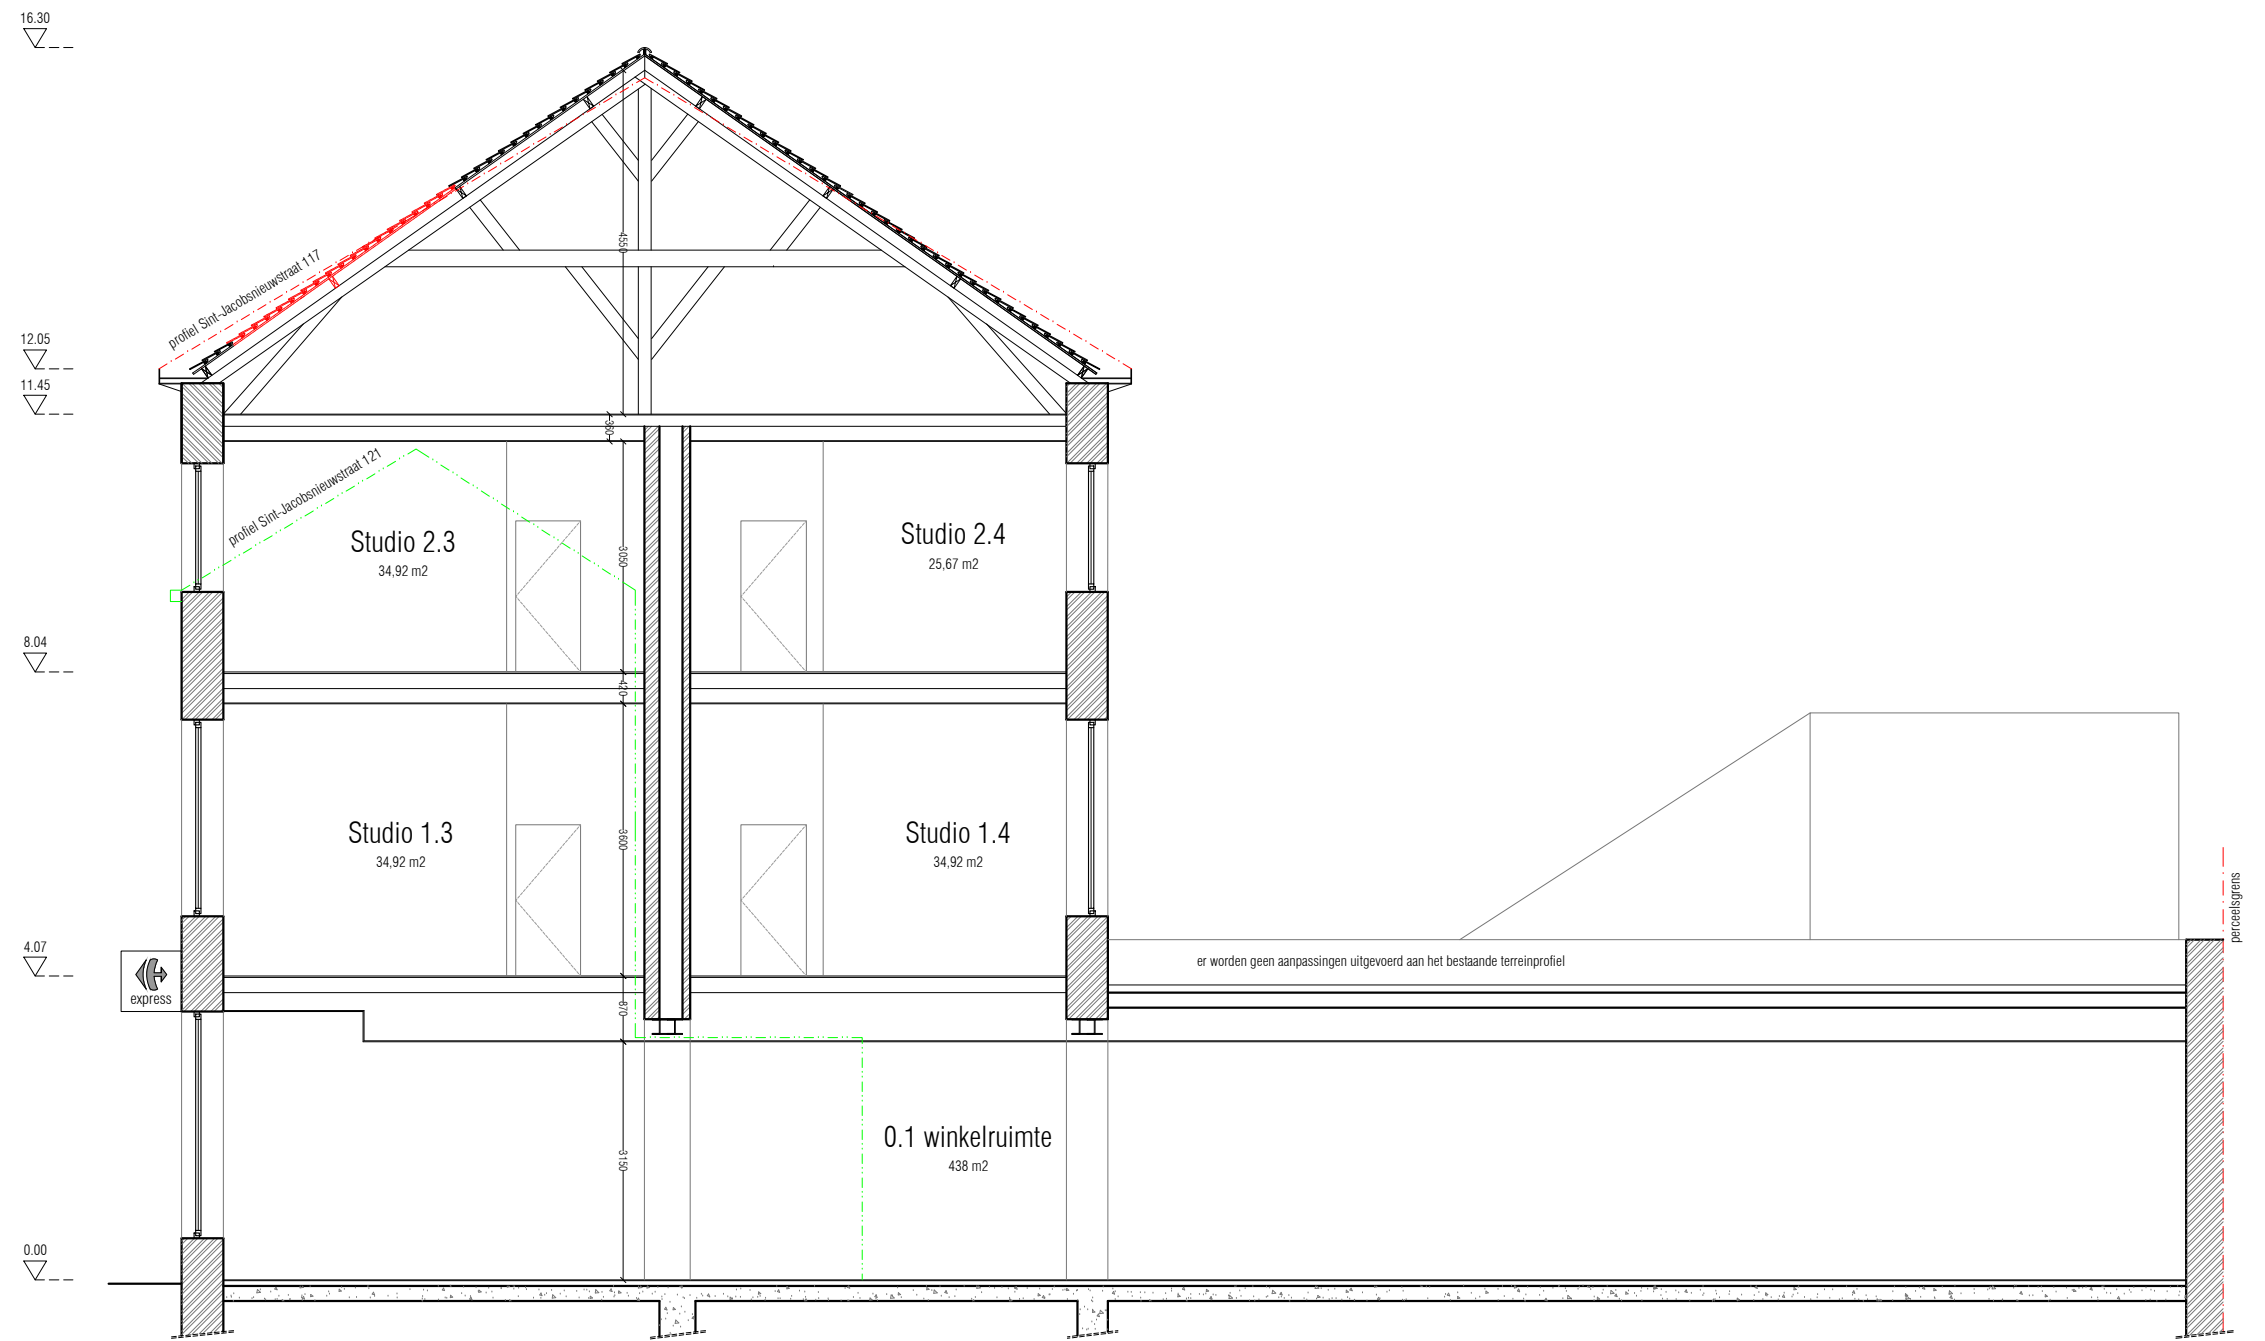 16.30
4550
profiel Sint-Jacobsnieuwstraat 117
12.05
11.45
360
profiel Sint-Jacobsnieuwstraat 121
Studio 2.3
34,92 m2
3050
Studio 2.4
25,67 m2
8.04
420
Studio 1.3
34,92 m2
3600
Studio 1.4
34,92 m2
perceelsgrens
4.07
express
er worden geen aanpassingen uitgevoerd aan het bestaande terreinprofiel
870
0.1 winkelruimte
438 m2
3150
0.00